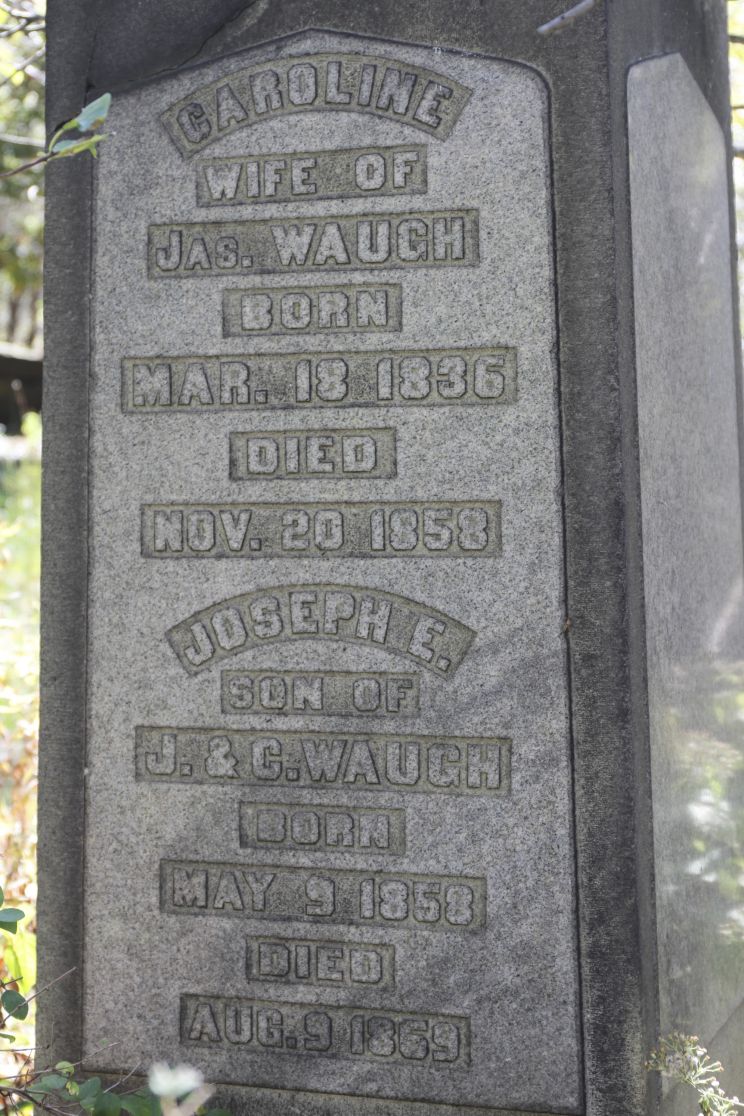 CAROLINE
WIFE OF
JAS. WAUGH
BORN
MAR. 18 1836
DIED
NOV. 20 1858
JOSEPH E.
SON OF
J. & C. WAUGH
BORN
MAY 9 1858
DIED
AUG. 9 1869